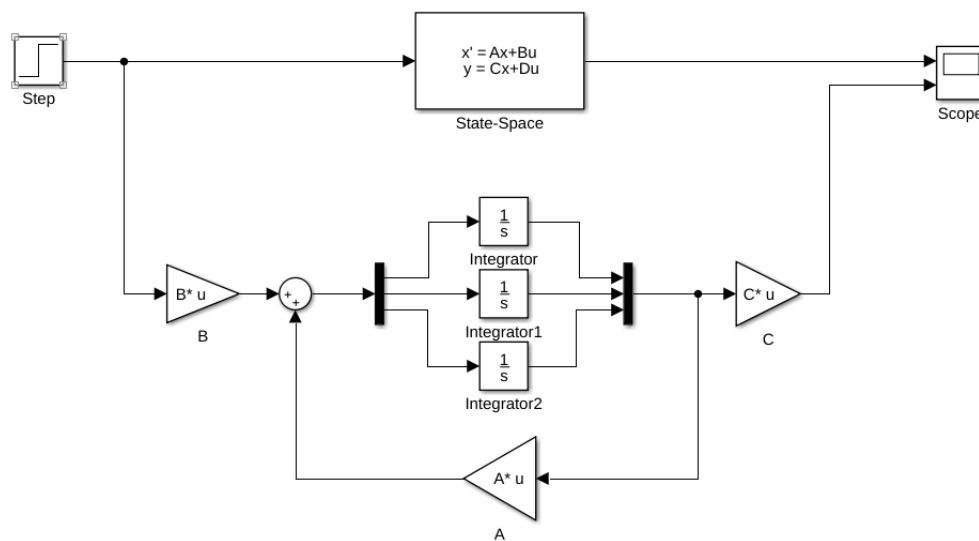 Step
x' = Ax+Bu
y = Cx+Du
State-Space
Scope
1
s
Integrator
B* u
B
+
+
1
s
Integrator1
C* u
C
1
s
Integrator2
A* u
A